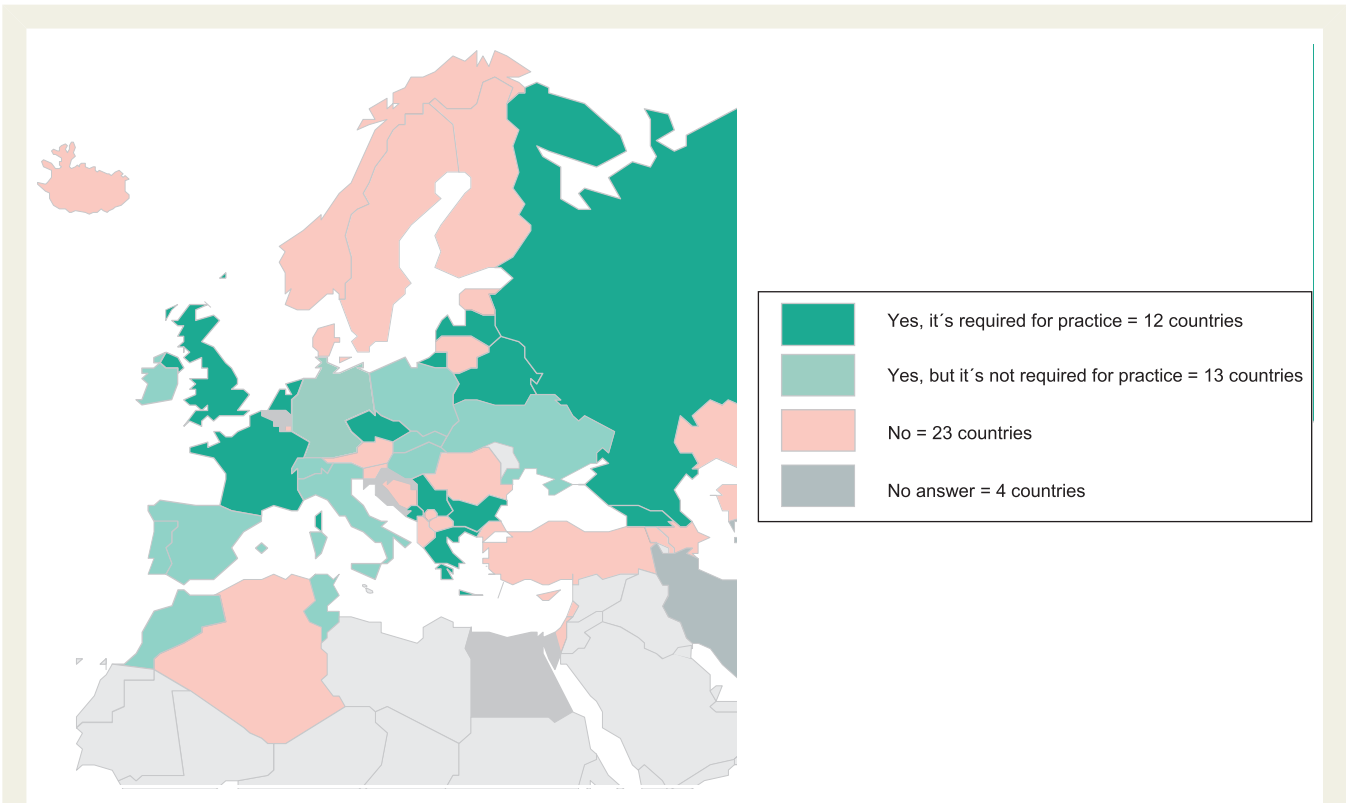 Yes, it´s required for practice = 12 countries
Yes, but it´s not required for practice = 13 countries
No = 23 countries
No answer = 4 countries